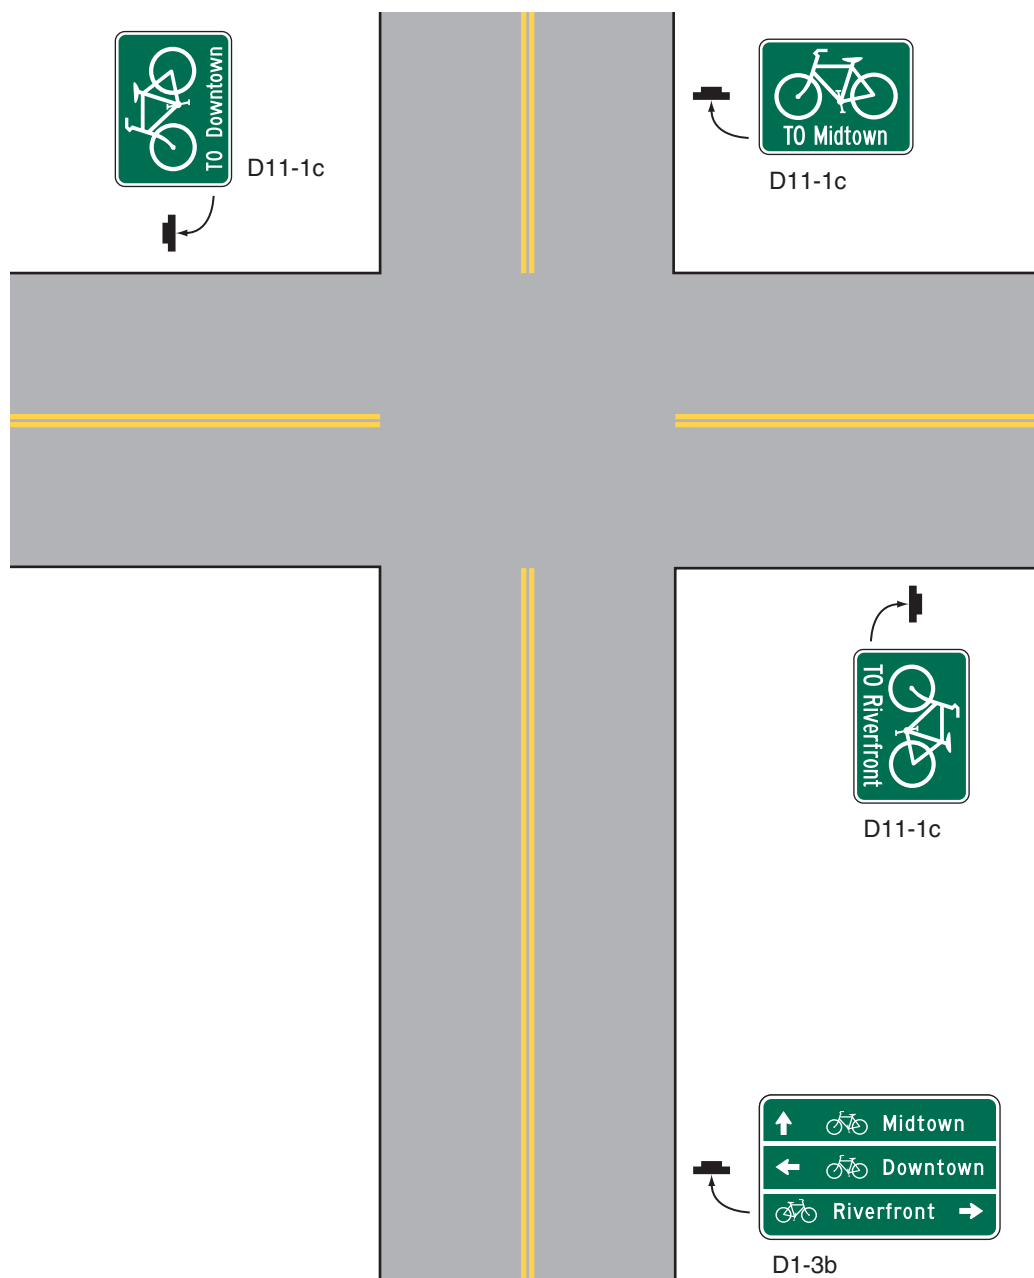 TO Downtown
D11-1c
TO Midtown
D11-1c
TO Riverfront
D11-1c
Midtown
Downtown
Riverfront
D1-3b